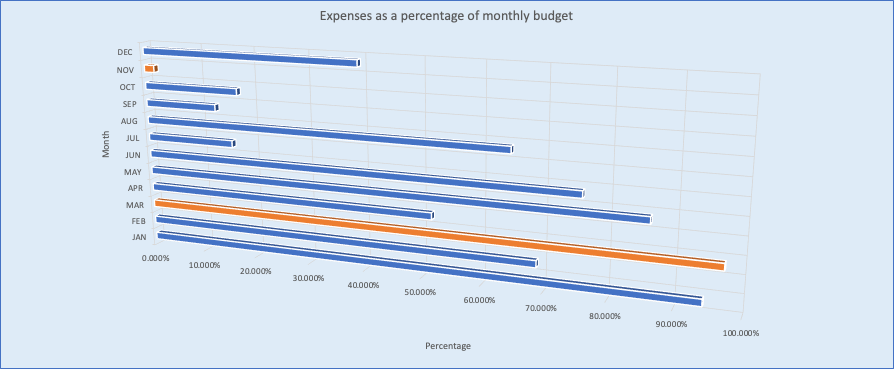 Expenses as a percentage of monthly budget
DEC
NOV
OCT
SEP
AUG
JUL
JUN
MAY
APR
MAR
FEB
JAN
Month
0.000%
10.000%
20.000%
30.000%
40.000%
50.000%
60.000%
70.000%
80.000%
90.000%
100.000%
Percentage